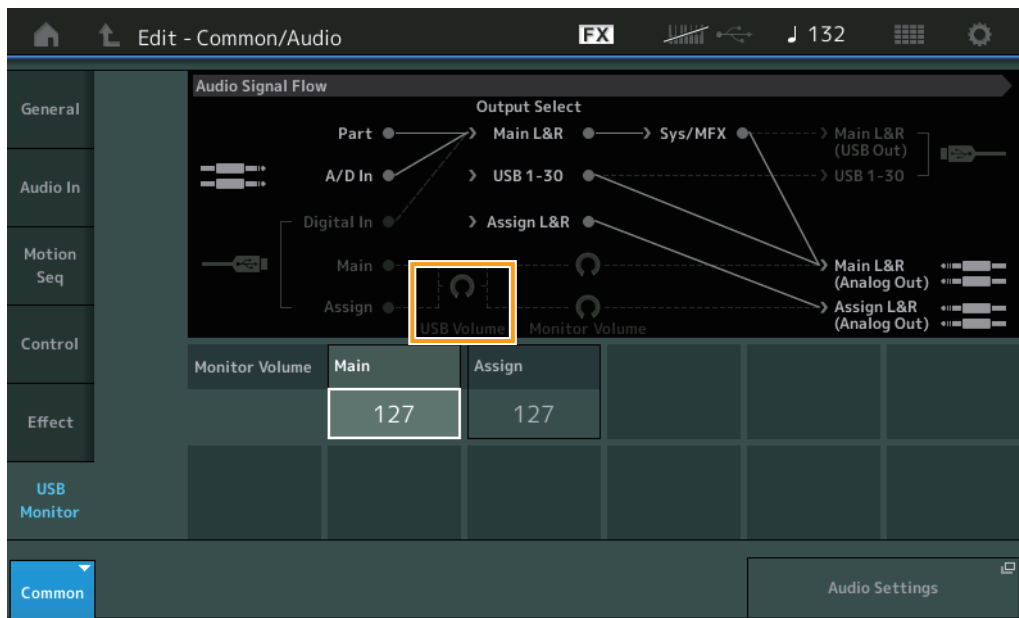 Edit - Common/Audio FX 132
General
Audio In
Motion
Seq
Control
Effect
USB
Monitor
Common
Audio Signal Flow
Output Select
Part Main L&R Sys/MFX Main L&R
(USB Out)
A/D In USB 1-30 USB 1-30
Digital In Assign L&R
Main Main L&R
(Analog Out)
Assign Assign L&R
(Analog Out)
USB Volume Monitor Volume
Monitor Volume Main Assign
127 127
Audio Settings